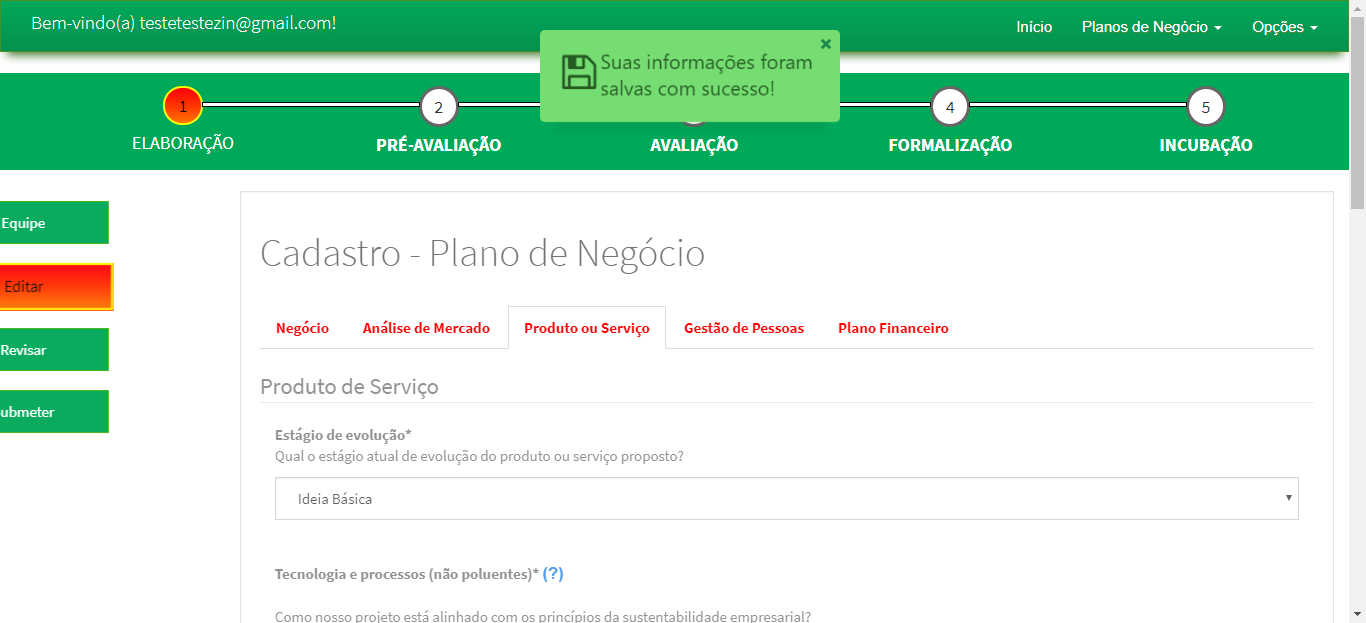 Bem-vindo(a) testetestezin@gmail.com!
Início Planos de Negócio Opções
Suas informações foram
salvas com sucesso!
1 2 4 5
ELABORAÇÃO PRÉ-AVALIAÇÃO AVALIAÇÃO FORMALIZAÇÃO INCUBAÇÃO
Equipe
Editar
Revisar
ubmeter
Cadastro - Plano de Negócio
Negócio Análise de Mercado Produto ou Serviço Gestão de Pessoas Plano Financeiro
Produto de Serviço
Estágio de evolução*
Qual o estágio atual de evolução do produto ou serviço proposto?
Ideia Básica
Tecnologia e processos (não poluentes)* (?)
Como nosso projeto está alinhado com os princípios da sustentabilidade empresarial?